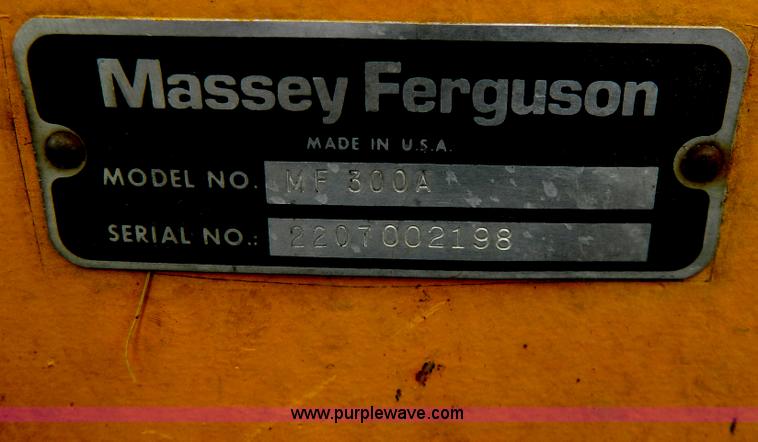 Massey Ferguson
MADE IN U.S.A.
MODEL NO. MF 300A
SERIAL NO.: 2207002198
www.purplewave.com